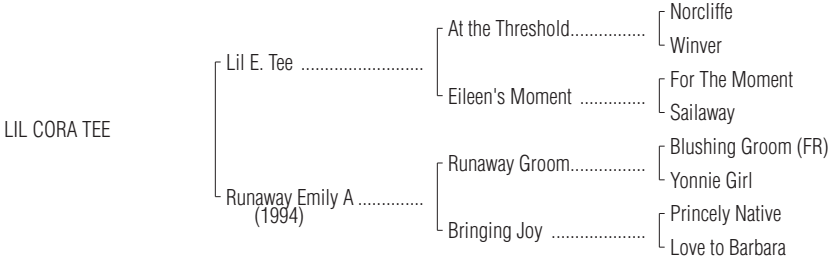 Norcliffe
At the Threshold................
Winver
Lil E. Tee .........................
For The Moment
Eileen's Moment ..............
Sailaway
LIL CORA TEE
Blushing Groom (FR)
Runaway Groom................
Yonnie Girl
Runaway Emily A ..............
(1994)
Princely Native
Bringing Joy ....................
Love to Barbara